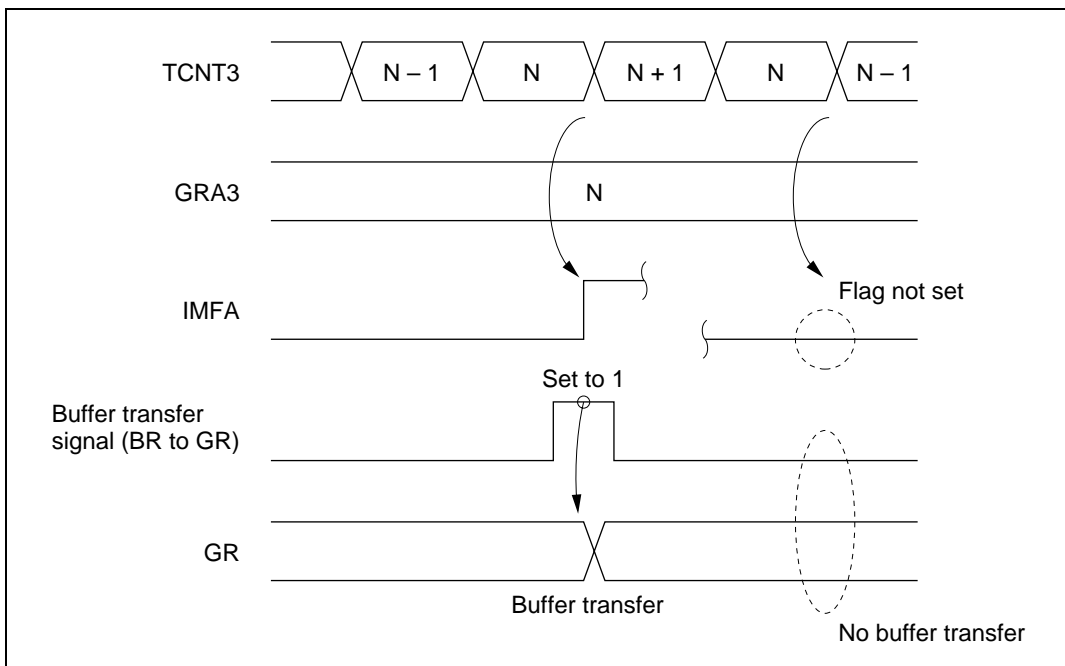 TCNT3
N – 1
N
N + 1
N
N – 1
GRA3
N
IMFA
Flag not set
Set to 1
Buffer transfer
signal (BR to GR)
GR
Buffer transfer
No buffer transfer